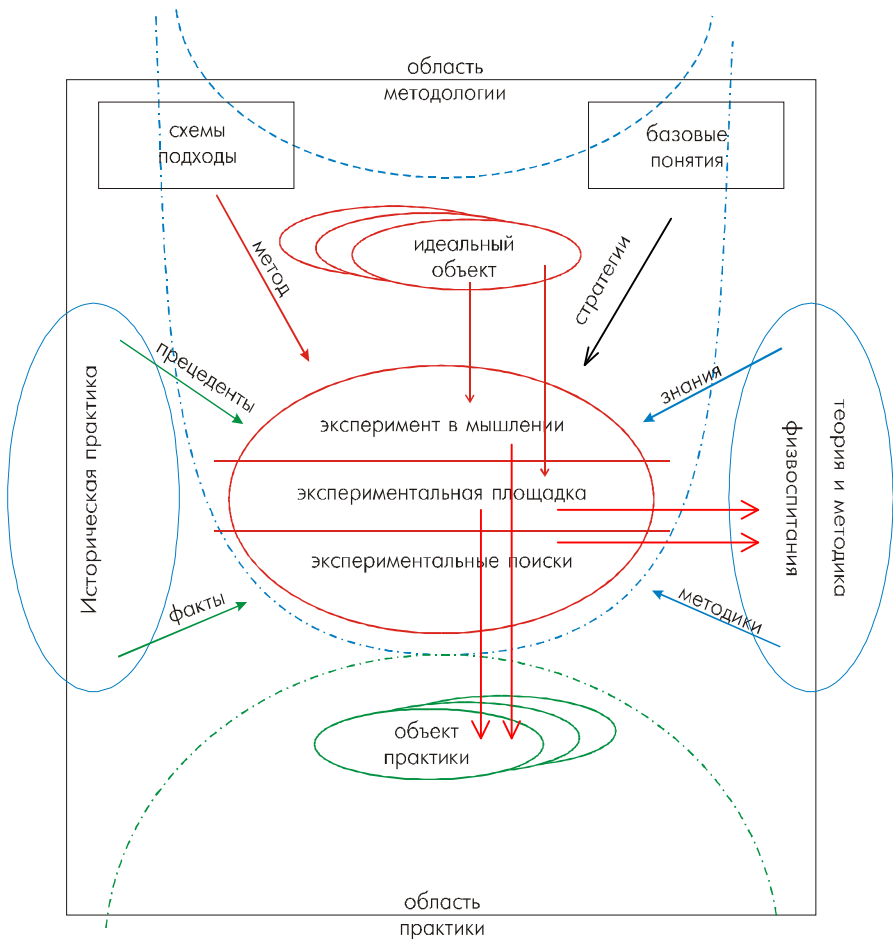 область
методологии
схемы
подходы
базовые
понятия
идеальный
объект
метод
стратегии
прецеденты
знания
Историческая практика
эксперимент в мышлении
экспериментальная площадка
экспериментальные поиски
теория и методика
физвоспитания
факты
методики
объект
практики
область
практики